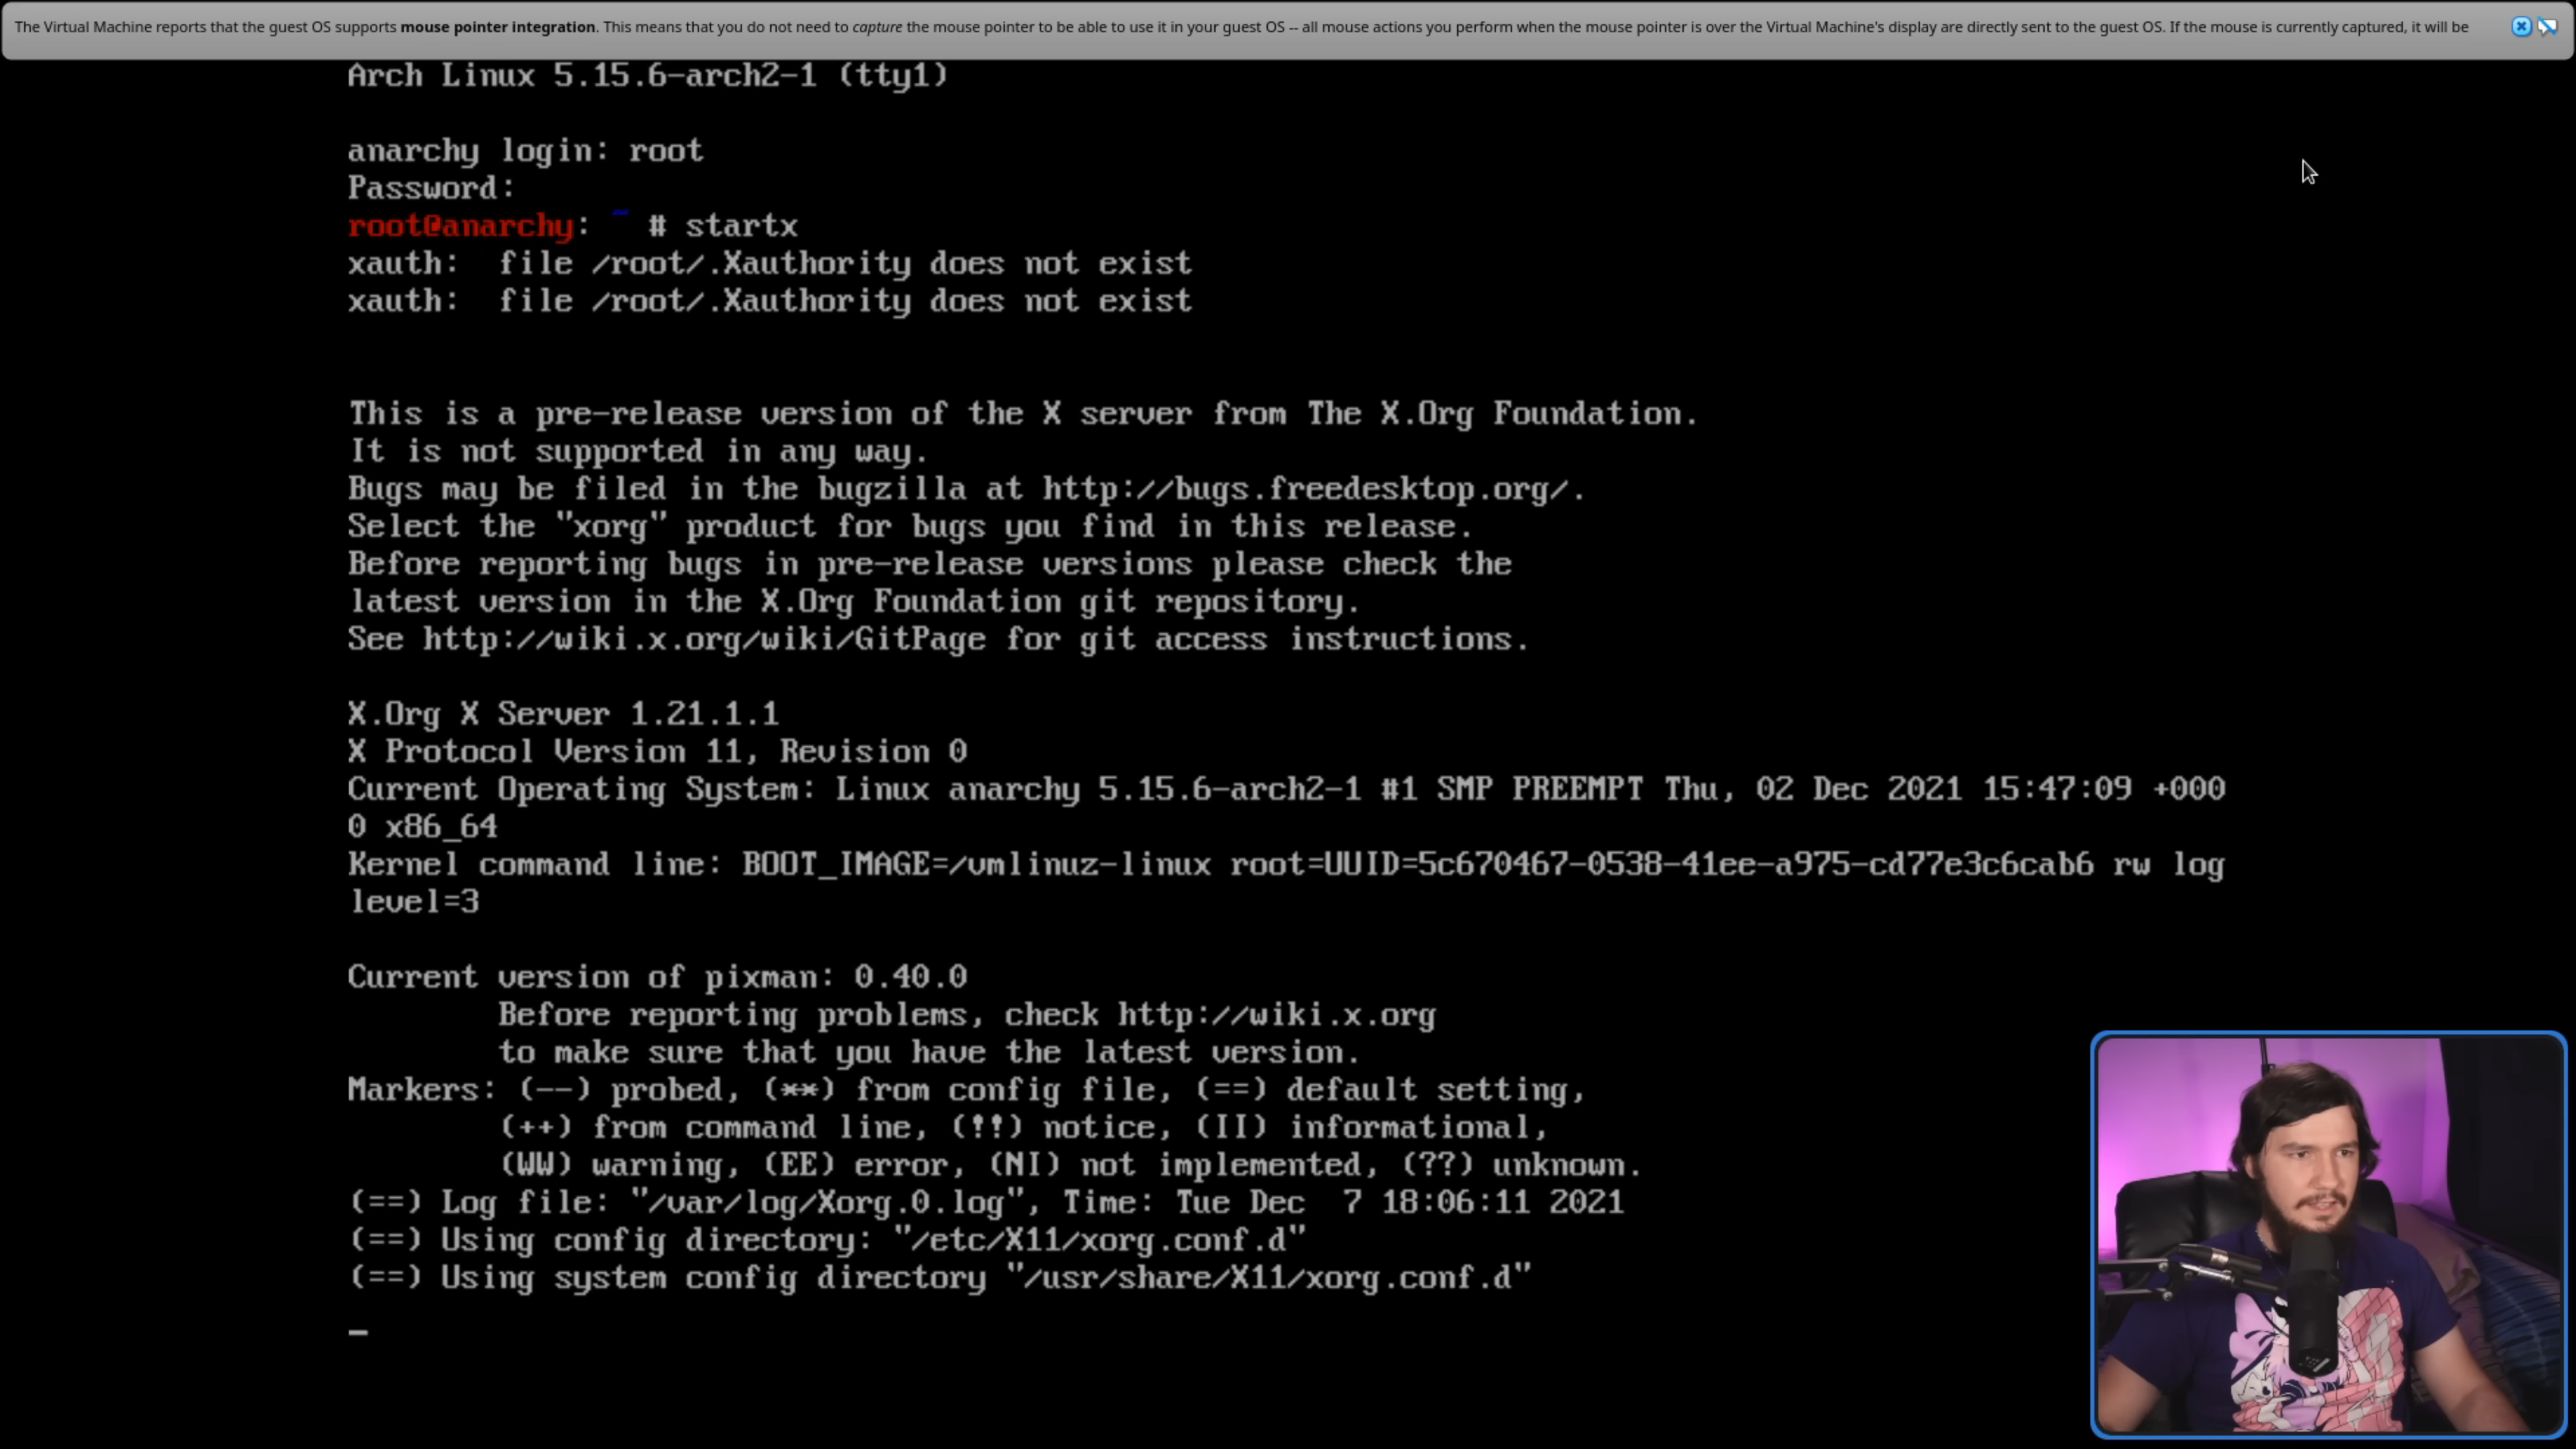 The Virtual Machine reports that the guest OS supports mouse pointer integration. This means that you do not need to capture the mouse pointer to be able to use it in your guest OS -- all mouse actions you perform when the mouse pointer is over the Virtual Machine's display are directly sent to the guest OS. If the mouse is currently captured, it will be
Arch Linux 5.15.6-arch2-1 (tty1)
anarchy login: root
Password:
root@anarchy: ~ # startx
xauth:  file /root/.Xauthority does not exist
xauth:  file /root/.Xauthority does not exist
This is a pre-release version of the X server from The X.Org Foundation.
It is not supported in any way.
Bugs may be filed in the bugzilla at http://bugs.freedesktop.org/.
Select the "xorg" product for bugs you find in this release.
Before reporting bugs in pre-release versions please check the
latest version in the X.Org Foundation git repository.
See http://wiki.x.org/wiki/GitPage for git access instructions.
X.Org X Server 1.21.1.1
X Protocol Version 11, Revision 0
Current Operating System: Linux anarchy 5.15.6-arch2-1 #1 SMP PREEMPT Thu, 02 Dec 2021 15:47:09 +000
0 x86_64
Kernel command line: BOOT_IMAGE=/vmlinuz-linux root=UUID=5c670467-0538-41ee-a975-cd77e3c6cab6 rw log
level=3
Current version of pixman: 0.40.0
Before reporting problems, check http://wiki.x.org
to make sure that you have the latest version.
Markers: (--) probed, (**) from config file, (==) default setting,
(++) from command line, (!!) notice, (II) informational,
(WW) warning, (EE) error, (NI) not implemented, (??) unknown.
(==) Log file: "/var/log/Xorg.0.log", Time: Tue Dec  7 18:06:11 2021
(==) Using config directory: "/etc/X11/xorg.conf.d"
(==) Using system config directory "/usr/share/X11/xorg.conf.d"